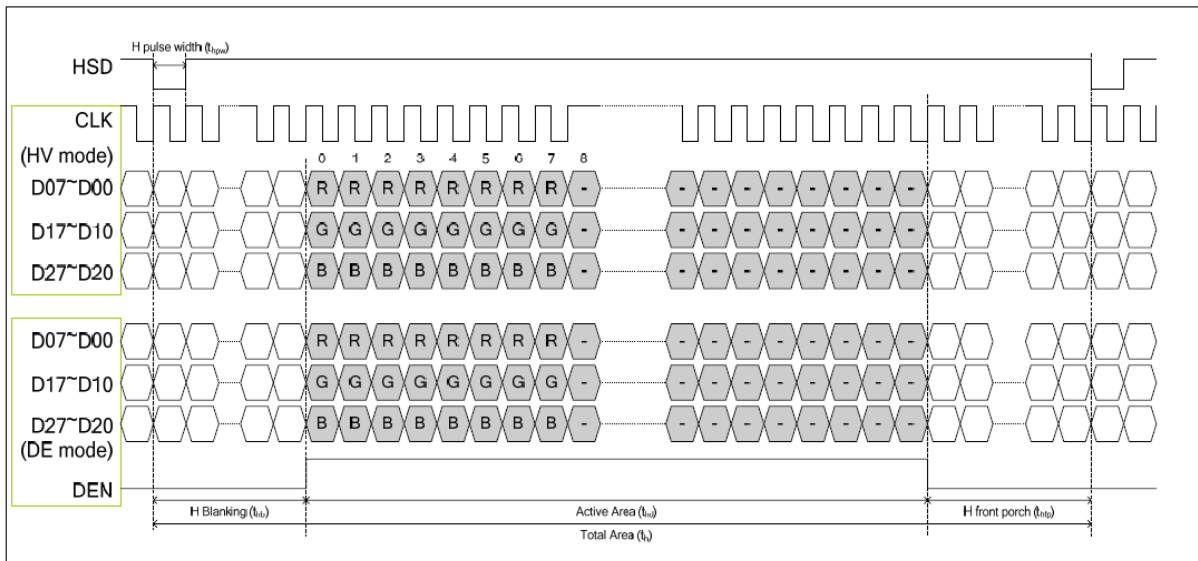 H pulse width (thpw)
HSD
CLK
(HV mode)
0 1 2 3 4 5 6 7 8
D07~D00 R R R R R R R R - - - - - - - - -
D17~D10 G G G G G G G G - - - - - - - - -
D27~D20 B B B B B B B B - - - - - - - - -
D07~D00 R R R R R R R R - - - - - - - - -
D17~D10 G G G G G G G G - - - - - - - - -
D27~D20 B B B B B B B B - - - - - - - - -
(DE mode)
DEN
H Blanking (thb) Active Area (thd) H front porch (thfp)
Total Area (th)